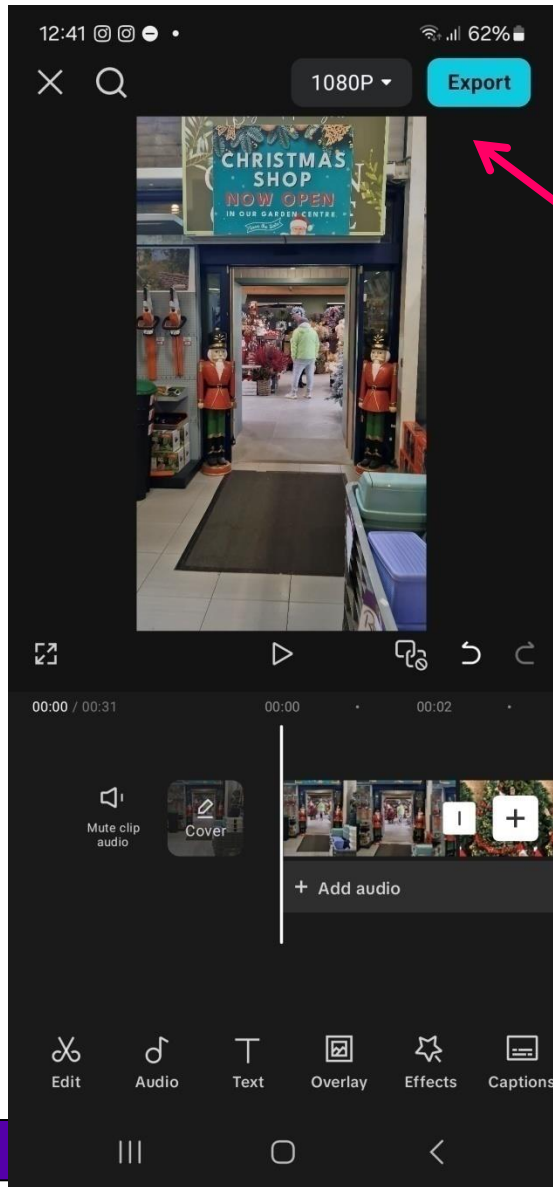 12:41 62%
1080P Export
CHRISTMAS
SHOP
NOW OPEN
IN OUR GARDEN CENTRE
00:00 / 00:31 00:00 00:02
Mute clip
audio
Cover
+ Add audio
Edit Audio Text Overlay Effects Captions